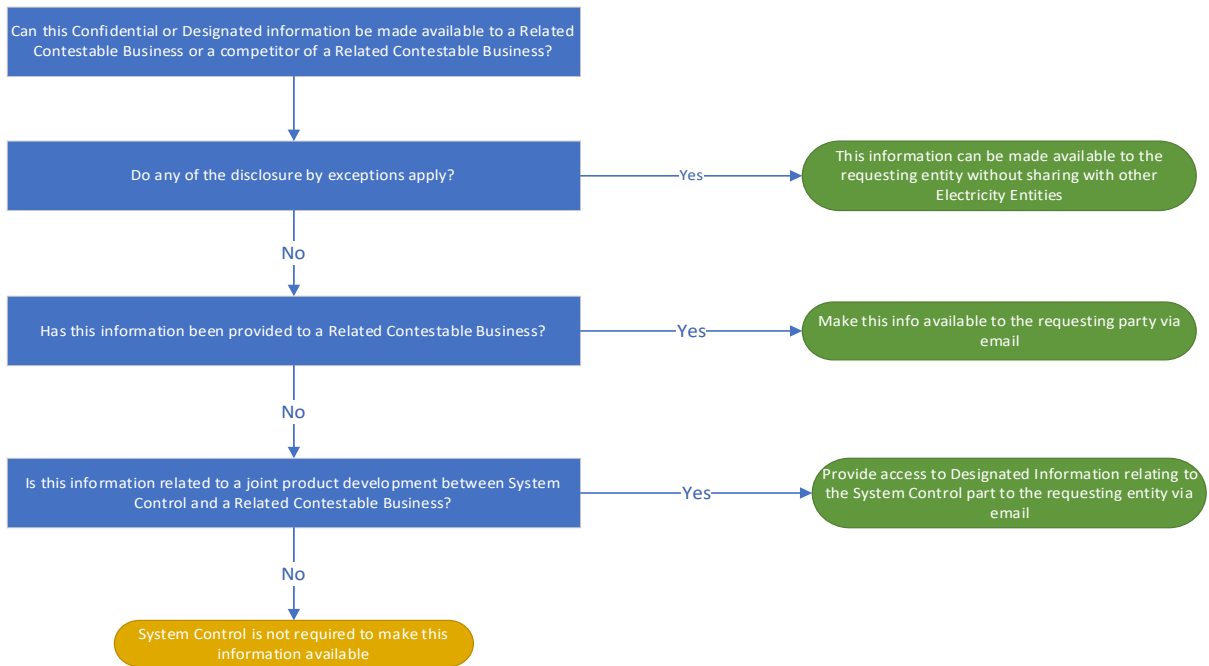 Can this Confidential or Designated information be made available to a Related
Contestable Business or a competitor of a Related Contestable Business?
Do any of the disclosure by exceptions apply?
Yes
This information can be made available to the
requesting entity without sharing with other
Electricity Entities
No
Has this information been provided to a Related Contestable Business?
Yes
Make this info available to the requesting party via
email
No
Is this information related to a joint product development between System
Control and a Related Contestable Business?
Yes
Provide access to Designated Information relating to
the System Control part to the requesting entity via
email
No
System Control is not required to make this
information available